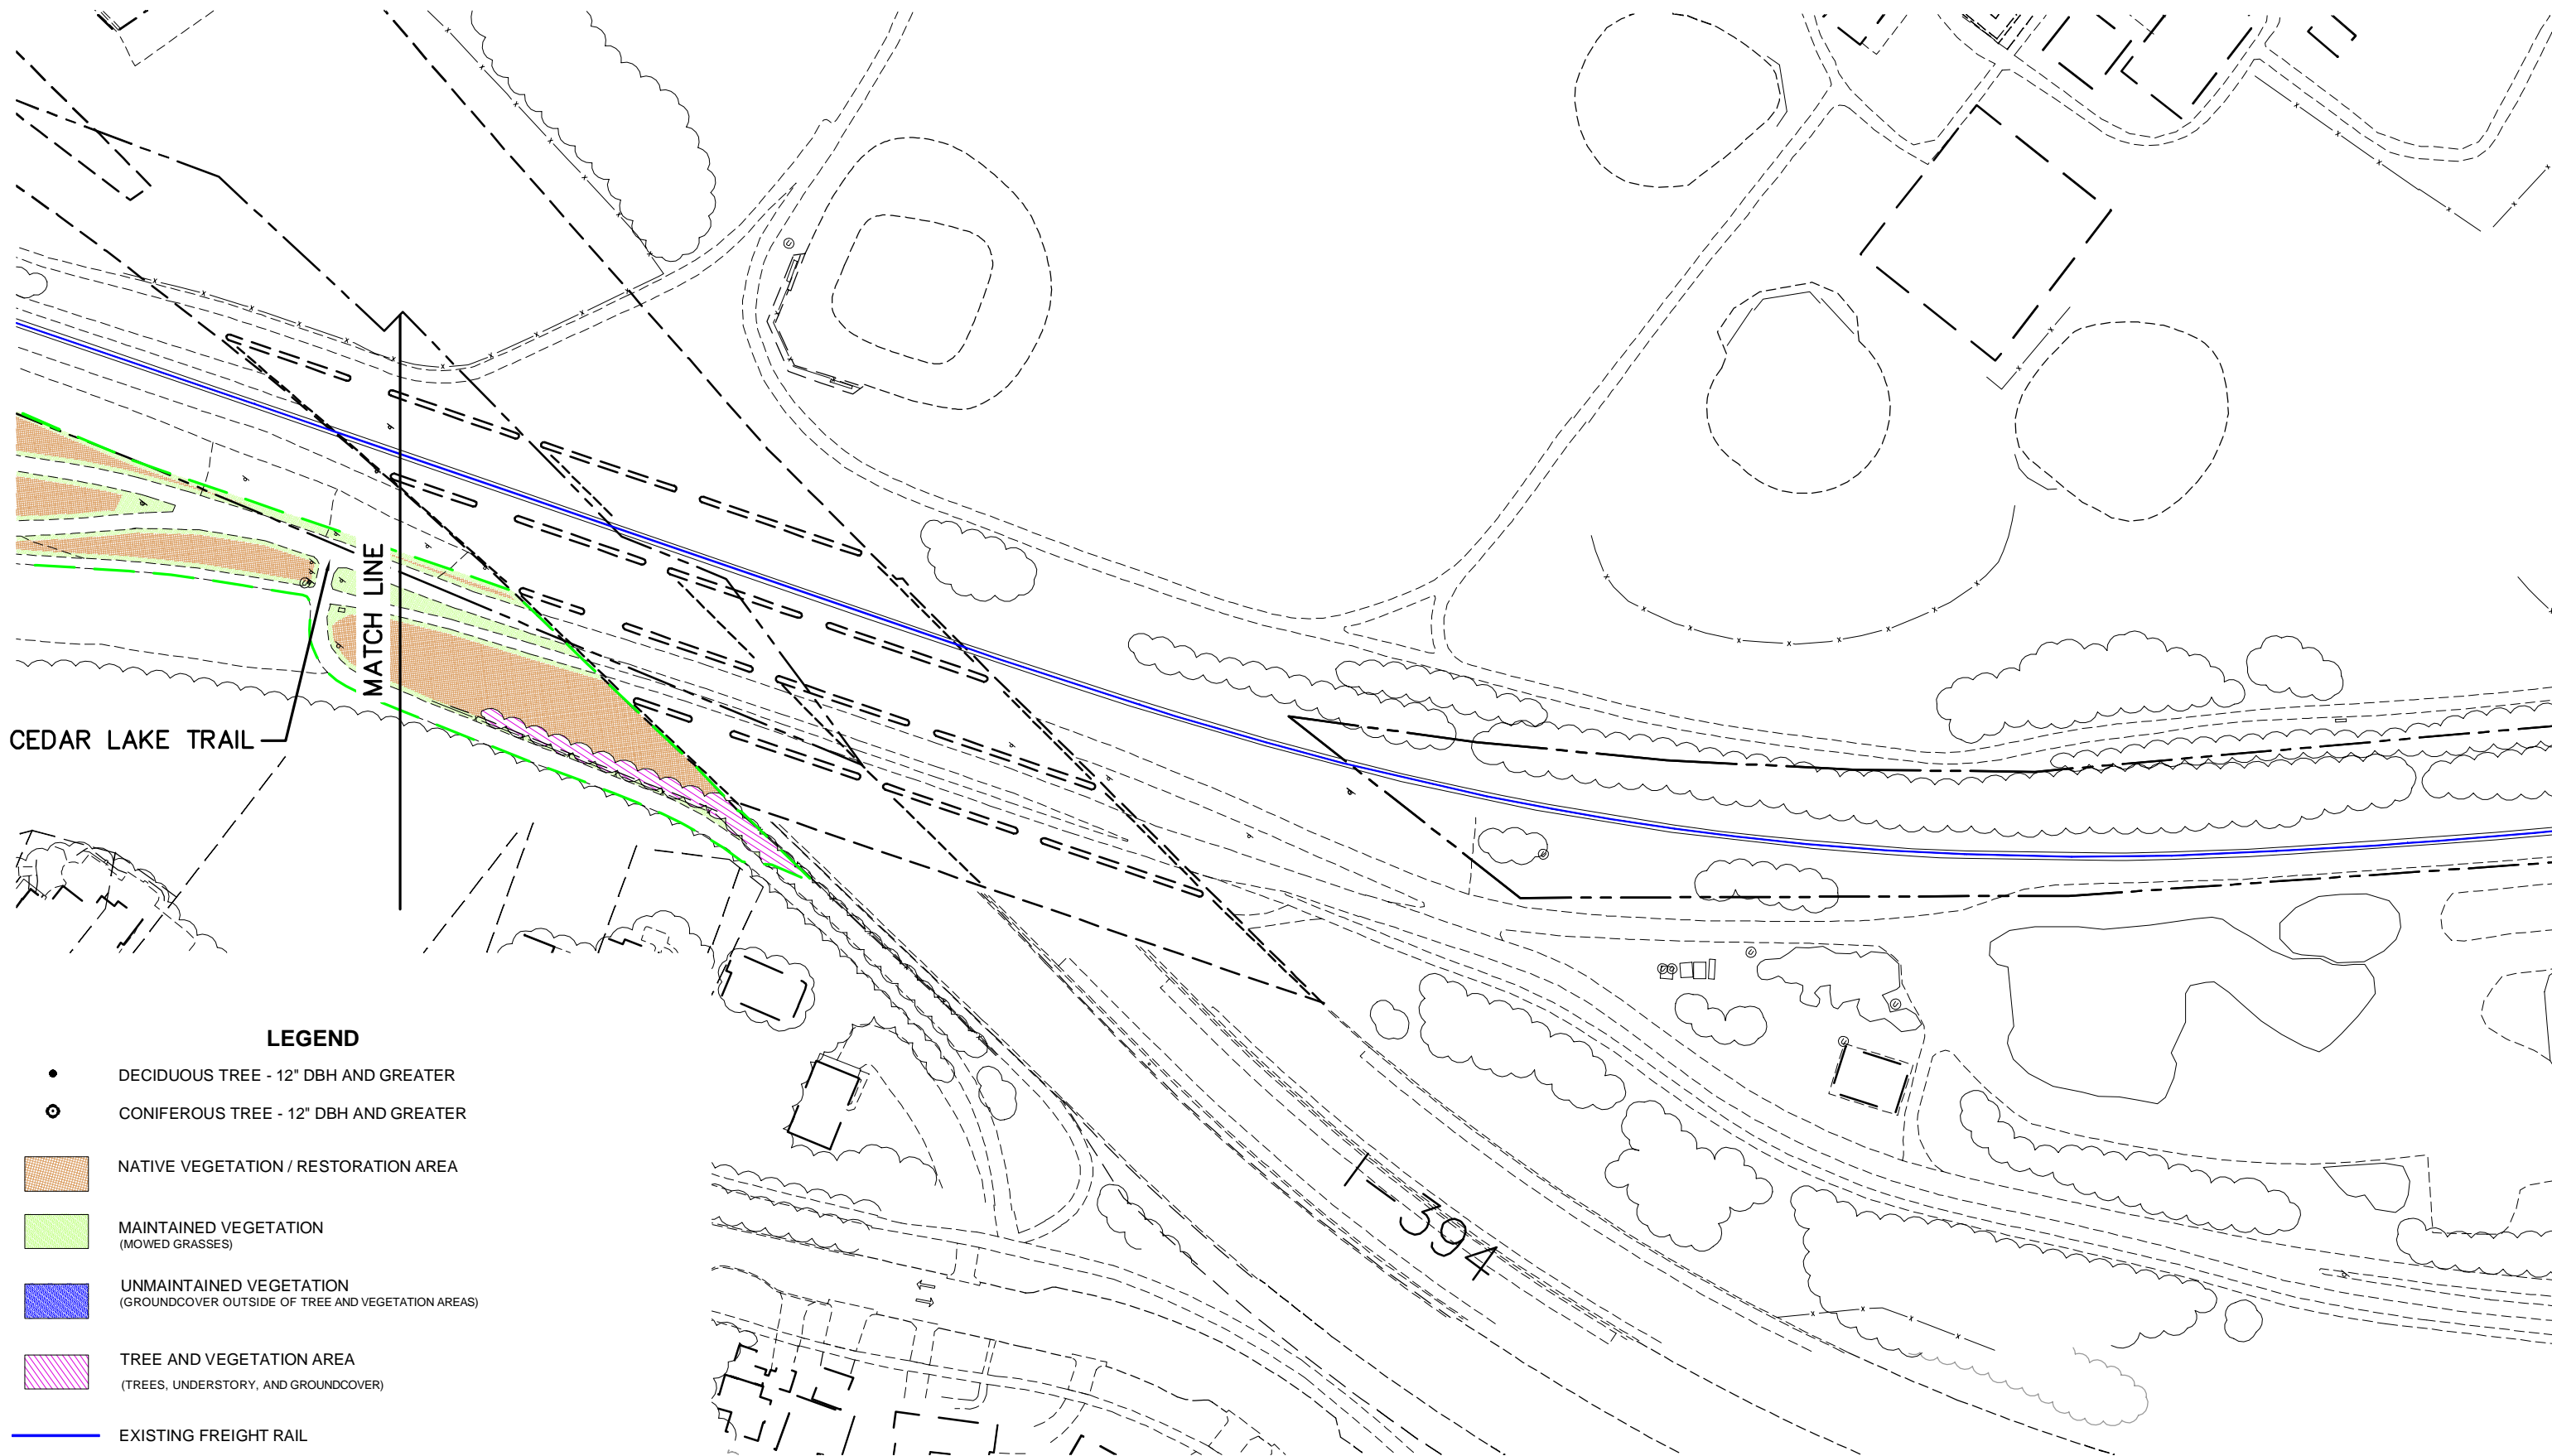 MATCH LINE
CEDAR LAKE TRAIL
I-394
LEGEND
DECIDUOUS TREE - 12" DBH AND GREATER
CONIFEROUS TREE - 12" DBH AND GREATER
NATIVE VEGETATION / RESTORATION AREA
MAINTAINED VEGETATION
(MOWED GRASSES)
UNMAINTAINED VEGETATION
(GROUNDCOVER OUTSIDE OF TREE AND VEGETATION AREAS)
TREE AND VEGETATION AREA
(TREES, UNDERSTORY, AND GROUNDCOVER)
EXISTING FREIGHT RAIL